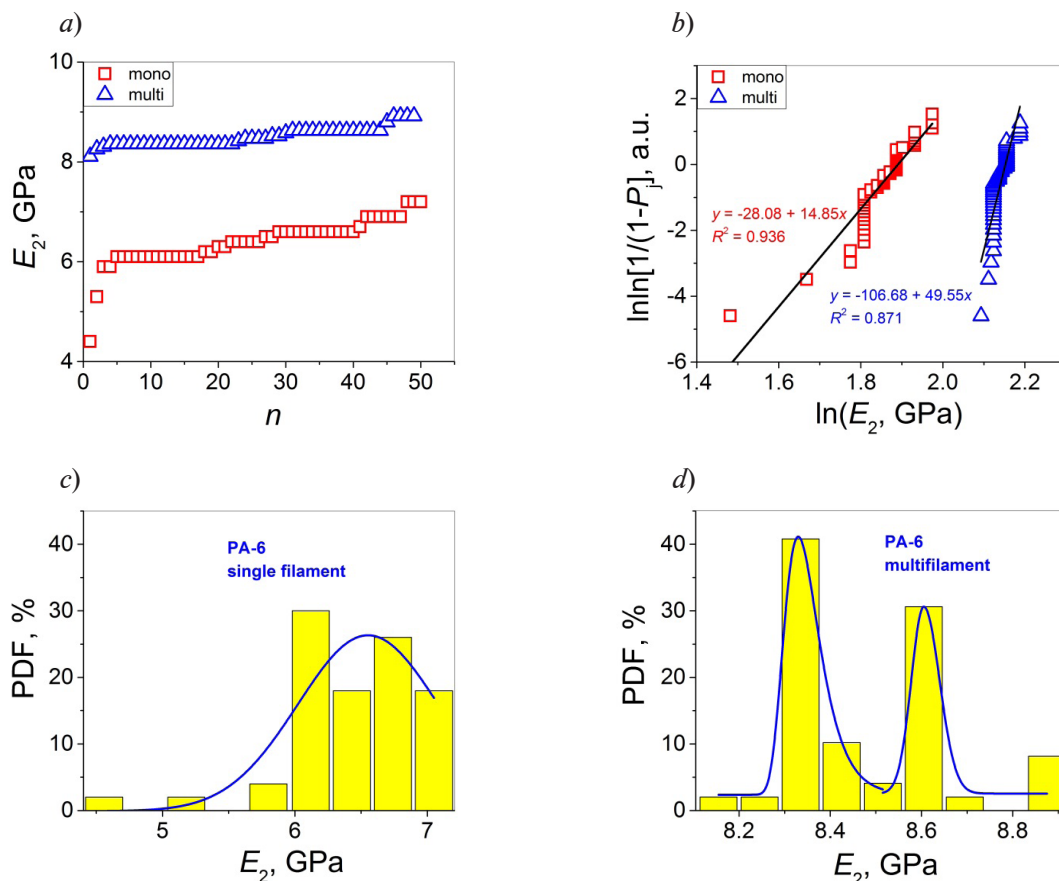 a)
10
8
6
4
E₂, GPa
mono
multi
0 10 20 30 40 50
n
b)
2
0
-2
-4
-6
lnln[1/(1-Pⱼ], a.u.
mono
multi
y = -28.08 + 14.85x
R² = 0.936
y = -106.68 + 49.55x
R² = 0.871
1.4 1.6 1.8 2.0 2.2
ln(E₂, GPa)
c)
40
30
20
10
0
PDF, %
PA-6
single filament
5 6 7
E₂, GPa
d)
40
30
20
10
0
PDF, %
PA-6
multifilament
8.2 8.4 8.6 8.8
E₂, GPa